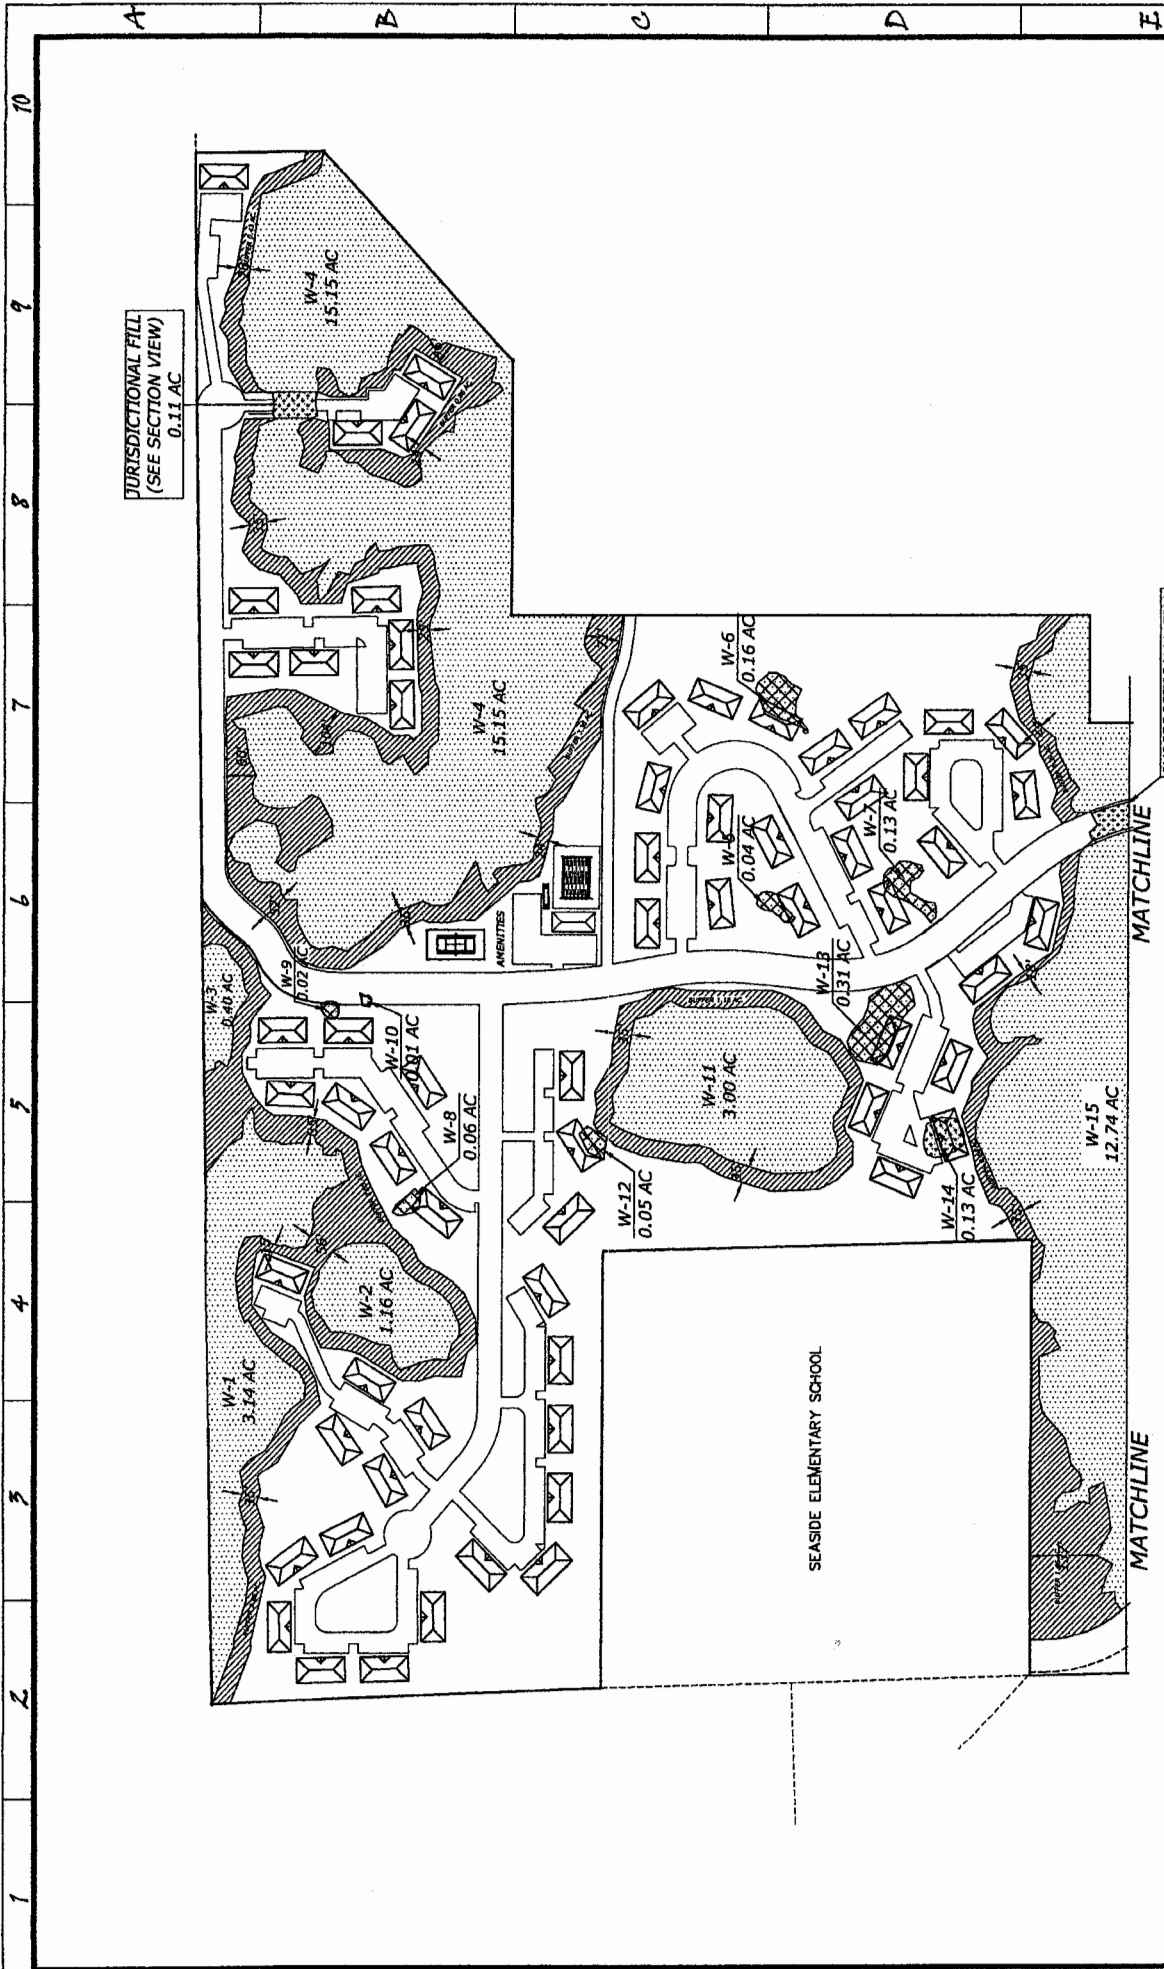 1
2
3
4
5
6
7
8
9
10
A
B
C
D
E
JURISDICTIONAL FILL
(SEE SECTION VIEW)
0.11 AC
W-4
15.15 AC
W-4
15.15 AC
W-3
0.40 AC
W-9
0.02 AC
W-10
0.01 AC
W-8
0.06 AC
W-1
3.14 AC
W-2
1.16 AC
AMENITIES
W-6
0.16 AC
W-5
0.04 AC
W-7
0.13 AC
W-13
0.31 AC
W-11
3.00 AC
W-12
0.05 AC
W-14
0.13 AC
W-15
12.74 AC
SEASIDE ELEMENTARY SCHOOL
MATCHLINE
MATCHLINE